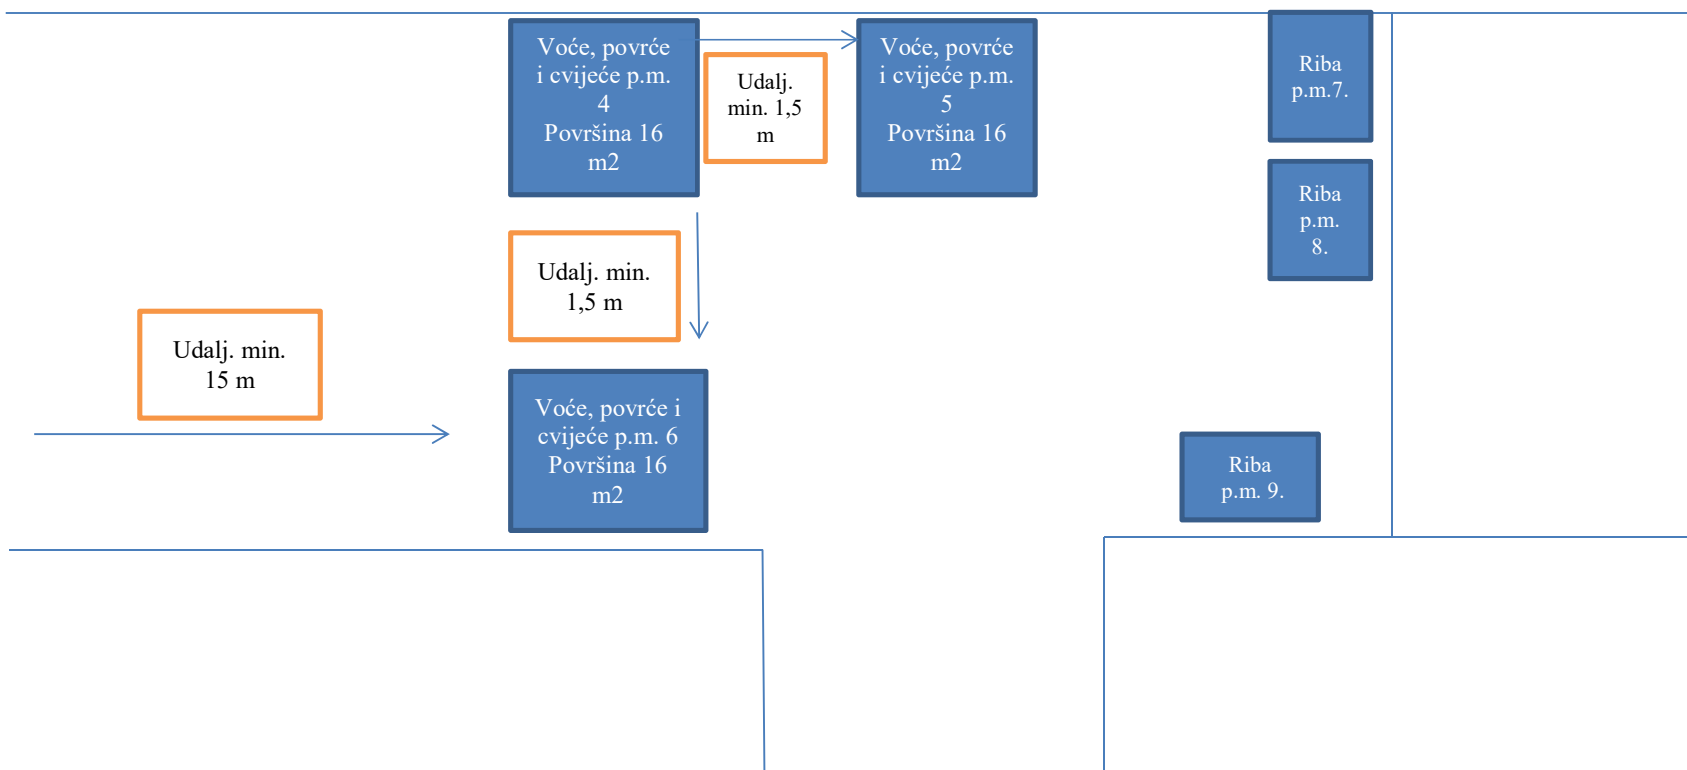 Voće, povrće
i cvijeće p.m.
4
Površina 16
m2
Udalj.
min. 1,5
m
Voće, povrće
i cvijeće p.m.
5
Površina 16
m2
Riba
p.m.7.
Riba
p.m.
8.
Udalj. min.
1,5 m
Udalj. min.
15 m
Voće, povrće i
cvijeće p.m. 6
Površina 16
m2
Riba
p.m. 9.